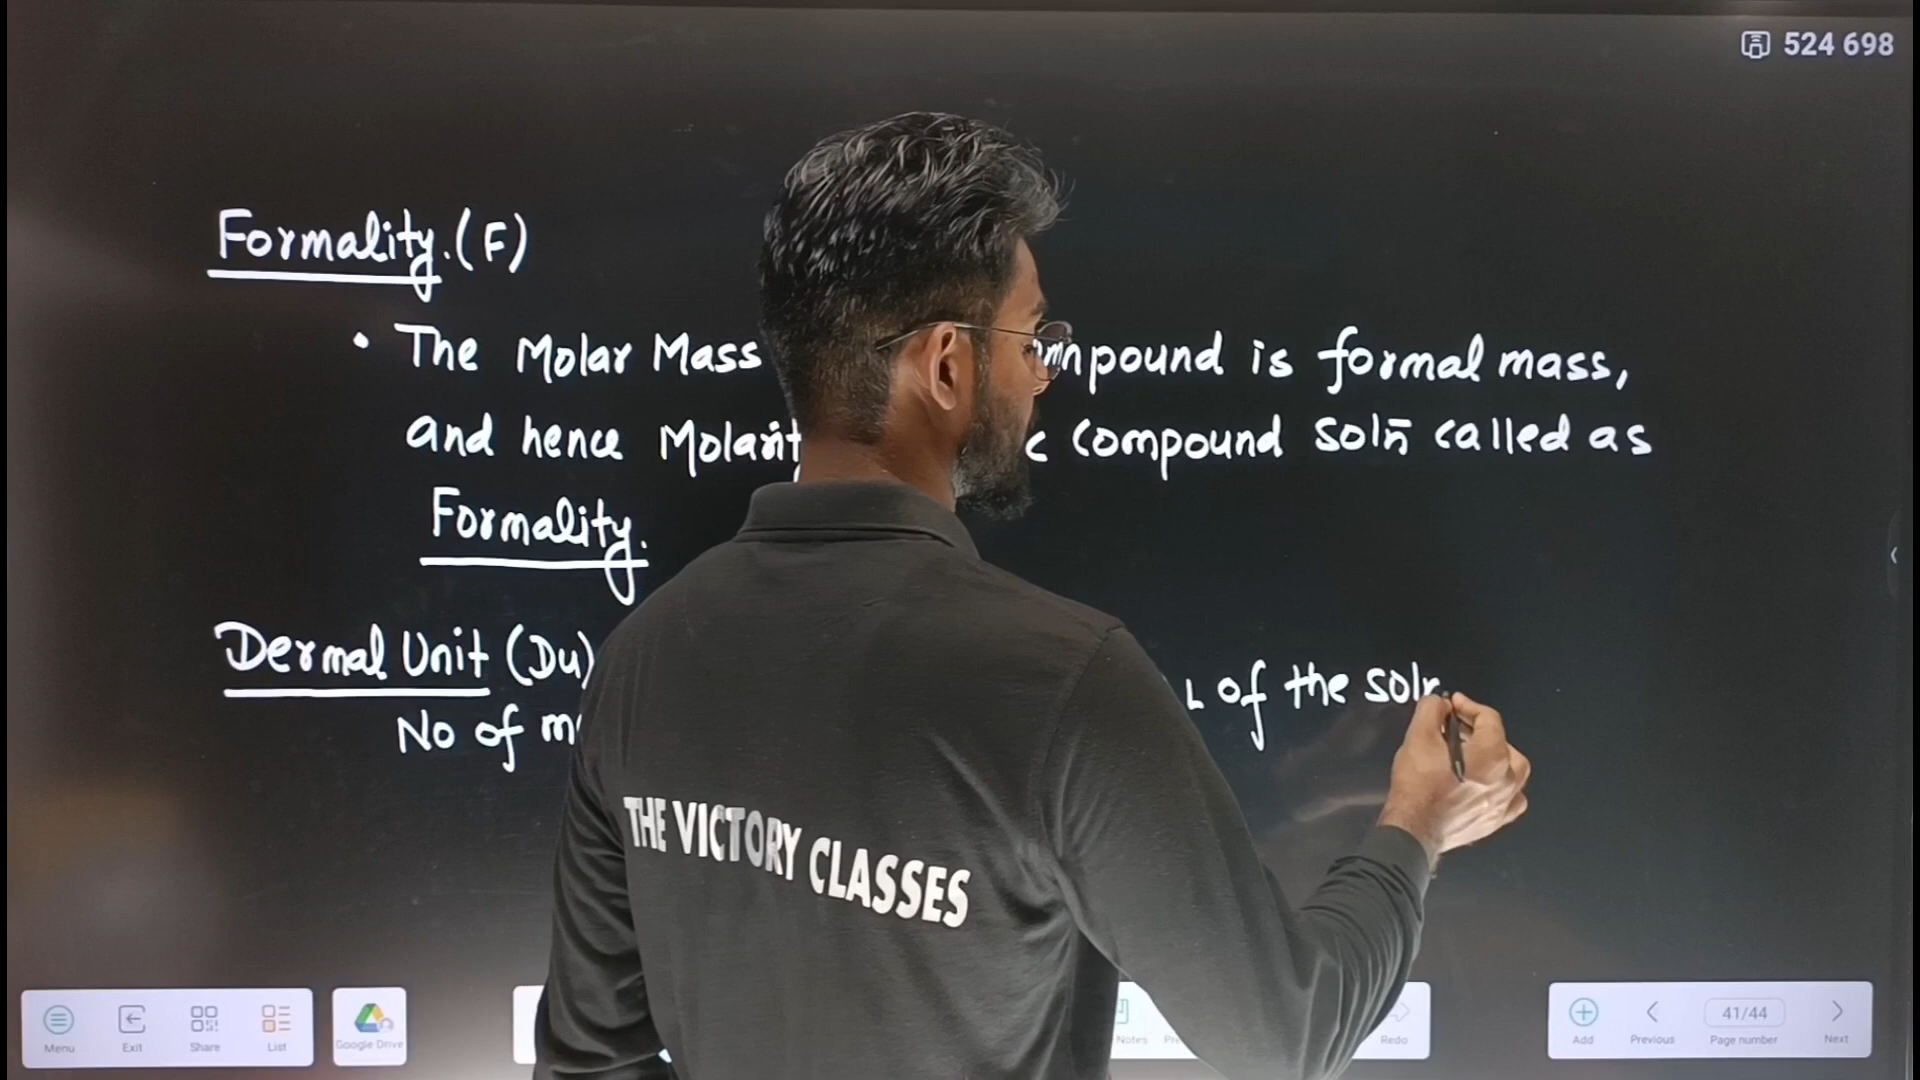 524 698
Formality. (F)
• The Molar Mass mpound is formal mass,
and hence Molarity c compound soln̄ called as
Formality.
Dermal Unit (Du)
L of the soln
No of m
THE VICTORY CLASSES
Menu Exit Share List Google Drive Notes Redo Add Previous 41/44 Page number Next